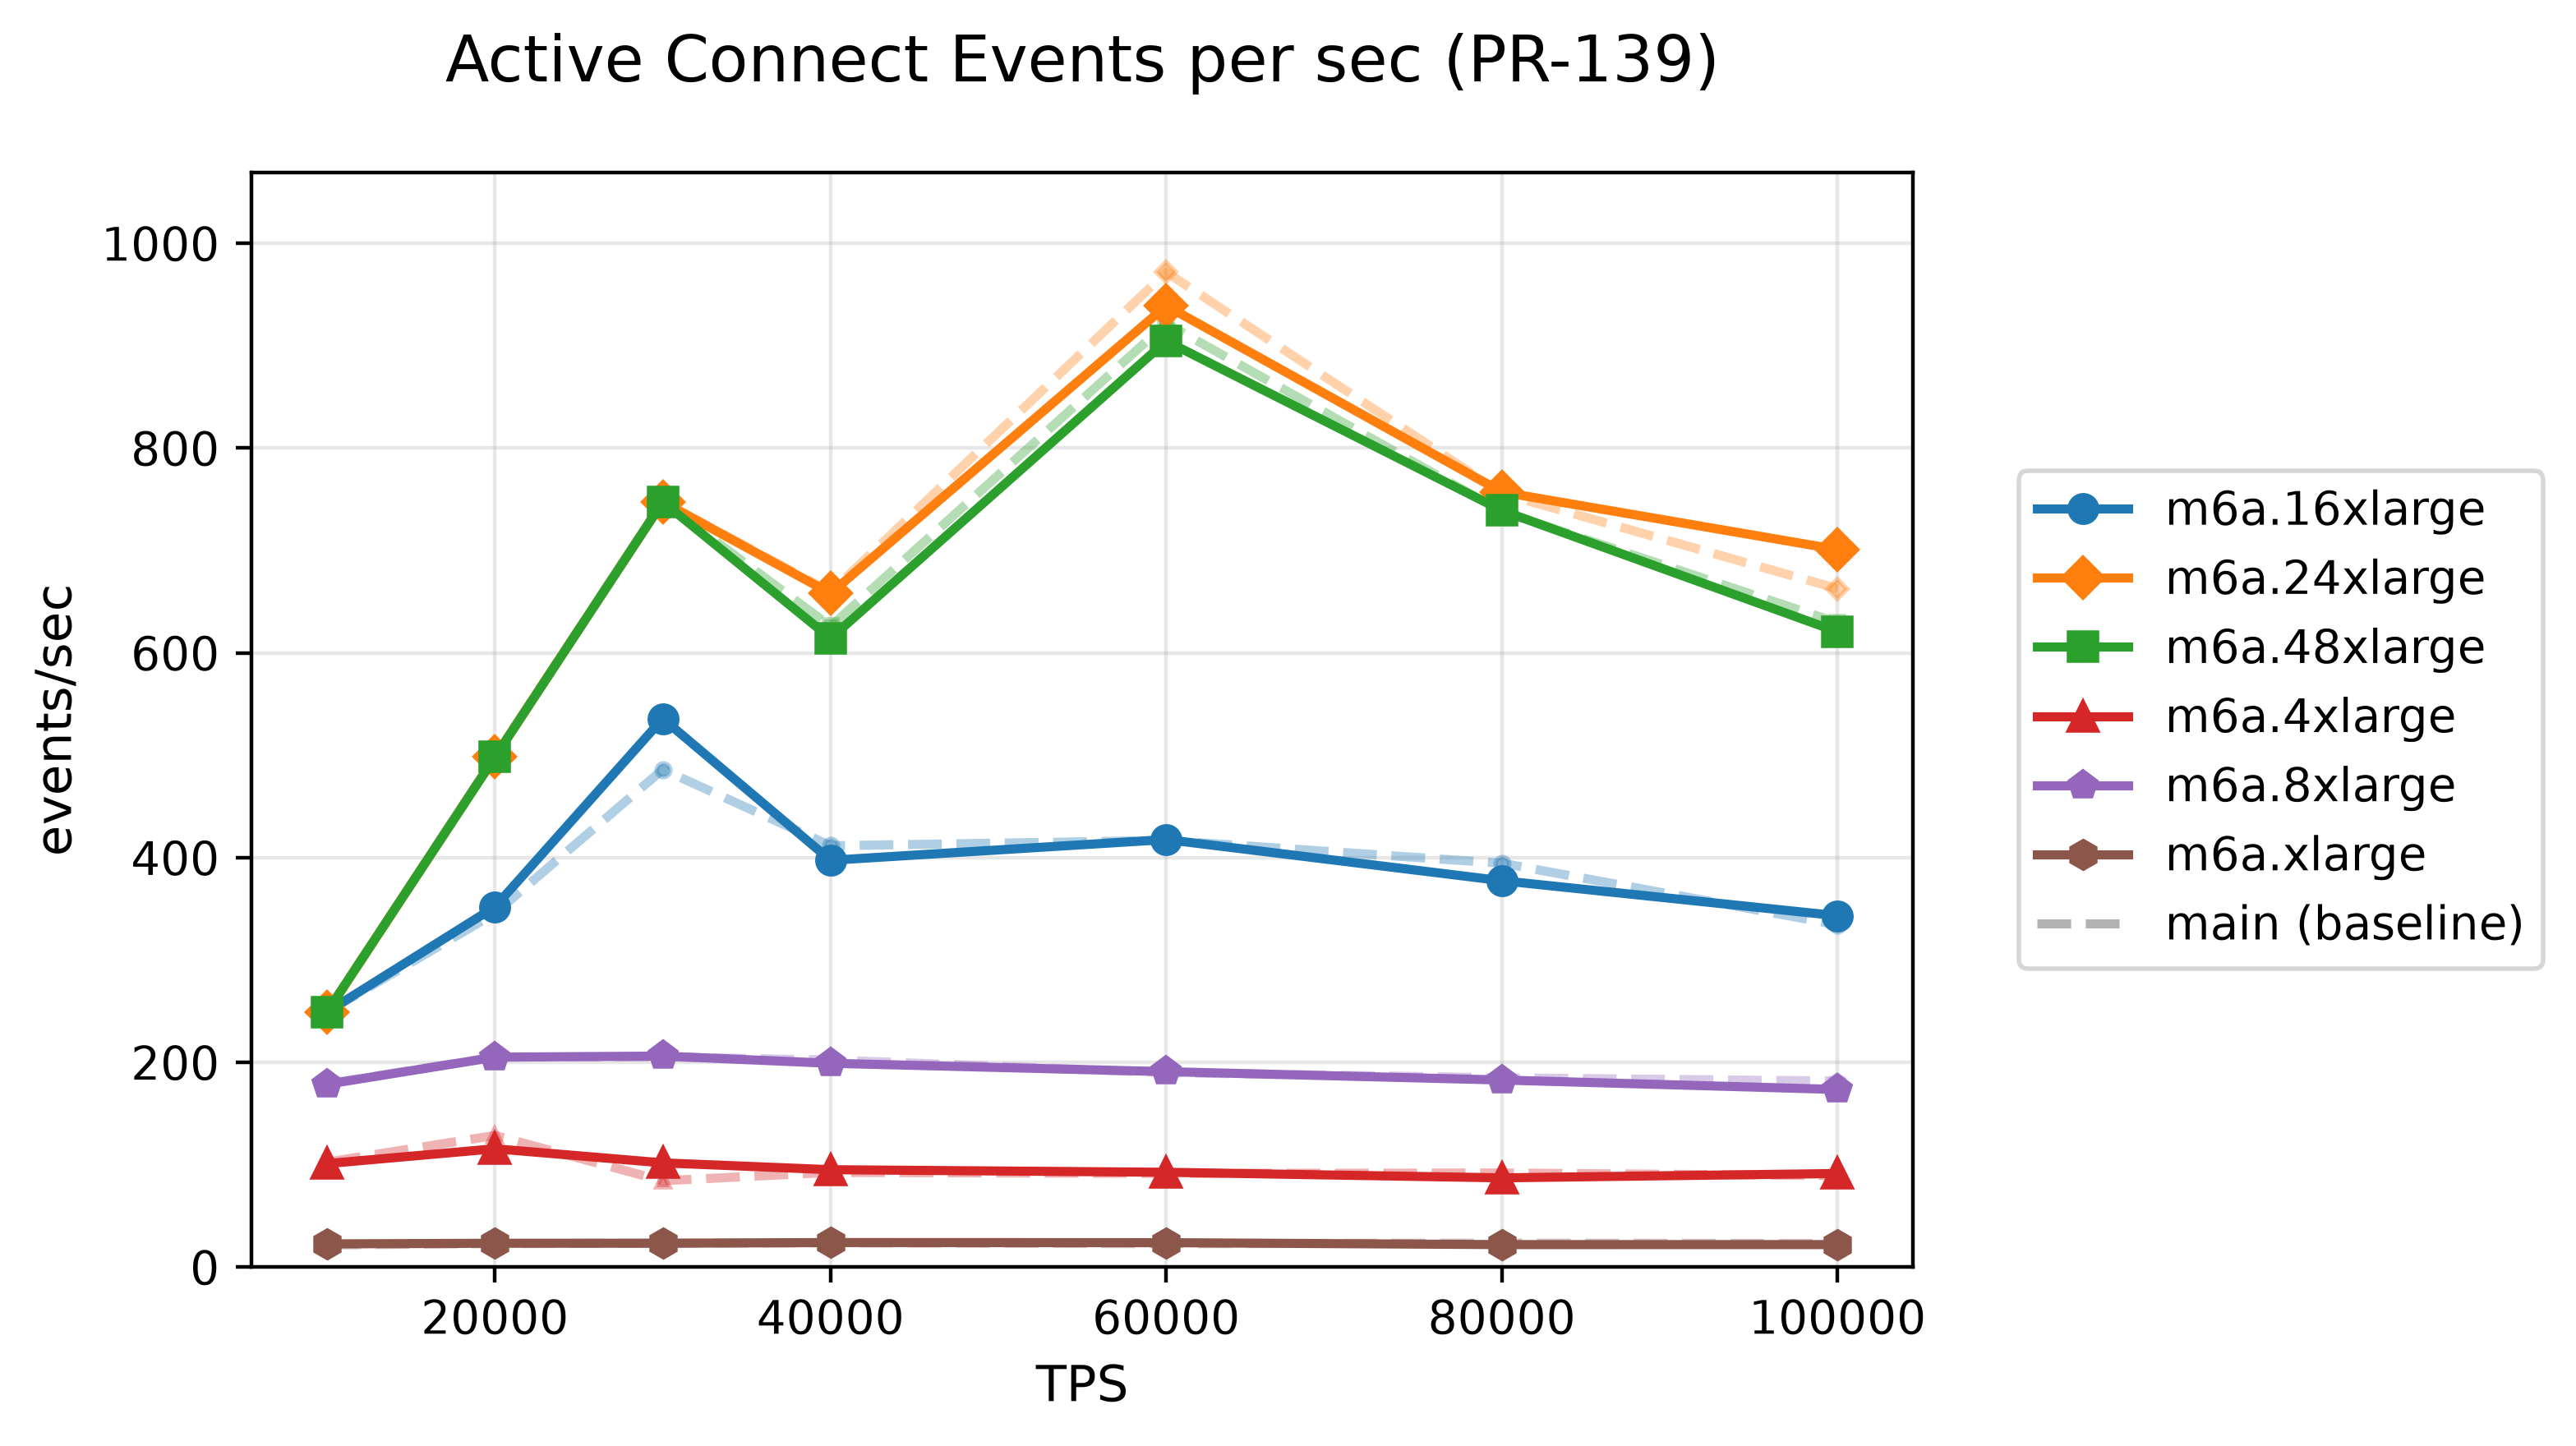 Active Connect Events per sec (PR-139)
events/sec
1000
800
600
400
200
0
20000 40000 60000 80000 100000
TPS
m6a.16xlarge
m6a.24xlarge
m6a.48xlarge
m6a.4xlarge
m6a.8xlarge
m6a.xlarge
main (baseline)